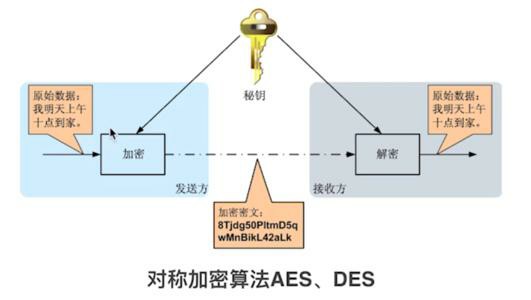 秘钥
原始数据：
我明天上午
十点到家。
加密
发送方
加密密文：
8Tjdg50PltmD5q
wMnBikL42aLk
解密
接收方
原始数据：
我明天上午
十点到家。
对称加密算法AES、DES